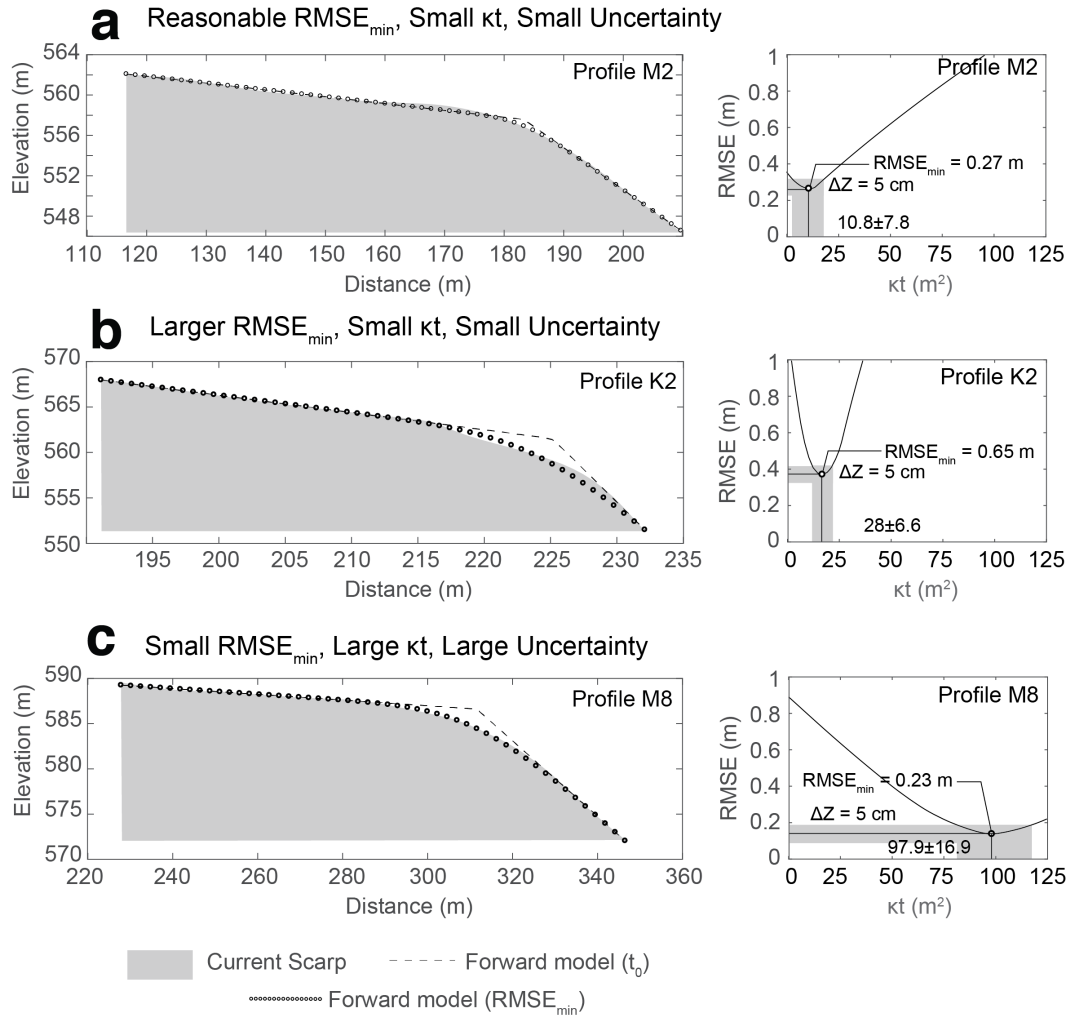 a Reasonable RMSEmin, Small κt, Small Uncertainty
Elevation (m)
564
560
556
552
548
Profile M2
110 120 130 140 150 160 170 180 190 200
Distance (m)
RMSE (m)
1
0.8
0.6
0.4
0.2
0
Profile M2
RMSEmin = 0.27 m
ΔZ = 5 cm
10.8±7.8
0 25 50 75 100 125
κt (m²)
b Larger RMSEmin, Small κt, Small Uncertainty
Elevation (m)
570
565
560
555
550
Profile K2
195 200 205 210 215 220 225 230 235
Distance (m)
RMSE (m)
1
0.8
0.6
0.4
0.2
0
Profile K2
RMSEmin = 0.65 m
ΔZ = 5 cm
28±6.6
0 25 50 75 100 125
κt (m²)
c Small RMSEmin, Large κt, Large Uncertainty
Elevation (m)
590
585
580
575
570
Profile M8
220 240 260 280 300 320 340 360
Distance (m)
RMSE (m)
1
0.8
0.6
0.4
0.2
0
Profile M8
RMSEmin = 0.23 m
ΔZ = 5 cm
97.9±16.9
0 25 50 75 100 125
κt (m²)
Current Scarp Forward model (t₀)
Forward model (RMSEmin)